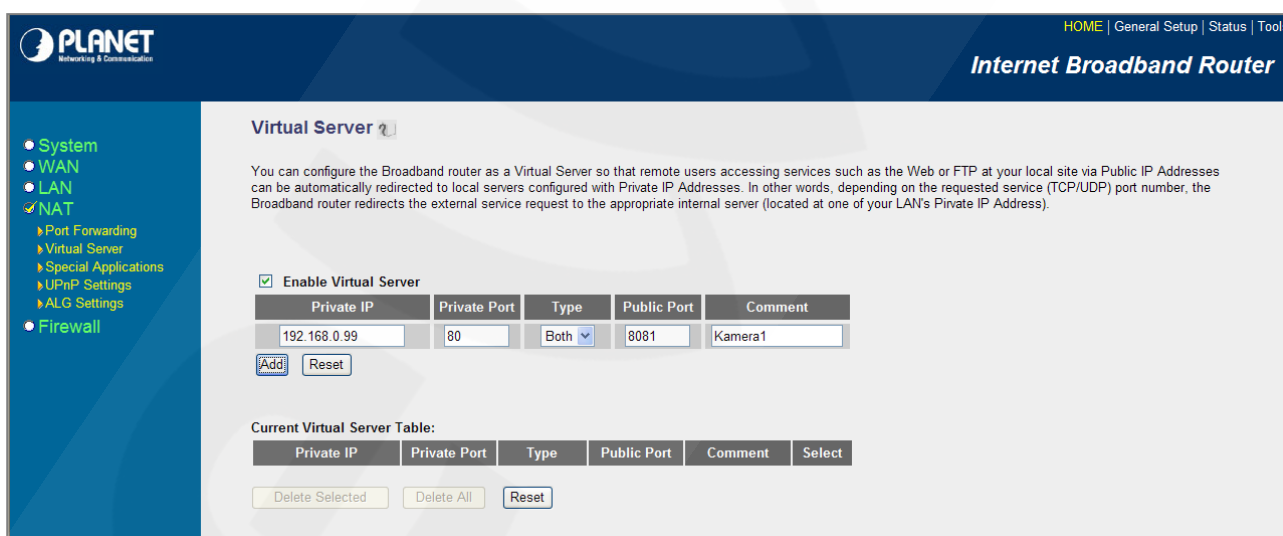 PLANET
Networking & Communication
HOME | General Setup | Status | Tool
Internet Broadband Router
System
WAN
LAN
NAT
Port Forwarding
Virtual Server
Special Applications
UPnP Settings
ALG Settings
Firewall
Virtual Server
You can configure the Broadband router as a Virtual Server so that remote users accessing services such as the Web or FTP at your local site via Public IP Addresses
can be automatically redirected to local servers configured with Private IP Addresses. In other words, depending on the requested service (TCP/UDP) port number, the
Broadband router redirects the external service request to the appropriate internal server (located at one of your LAN's Private IP Address).
Enable Virtual Server
Private IP Private Port Type Public Port Comment
192.168.0.99 80 Both 8081 Kamera1
Add Reset
Current Virtual Server Table:
Private IP Private Port Type Public Port Comment Select
Delete Selected Delete All Reset